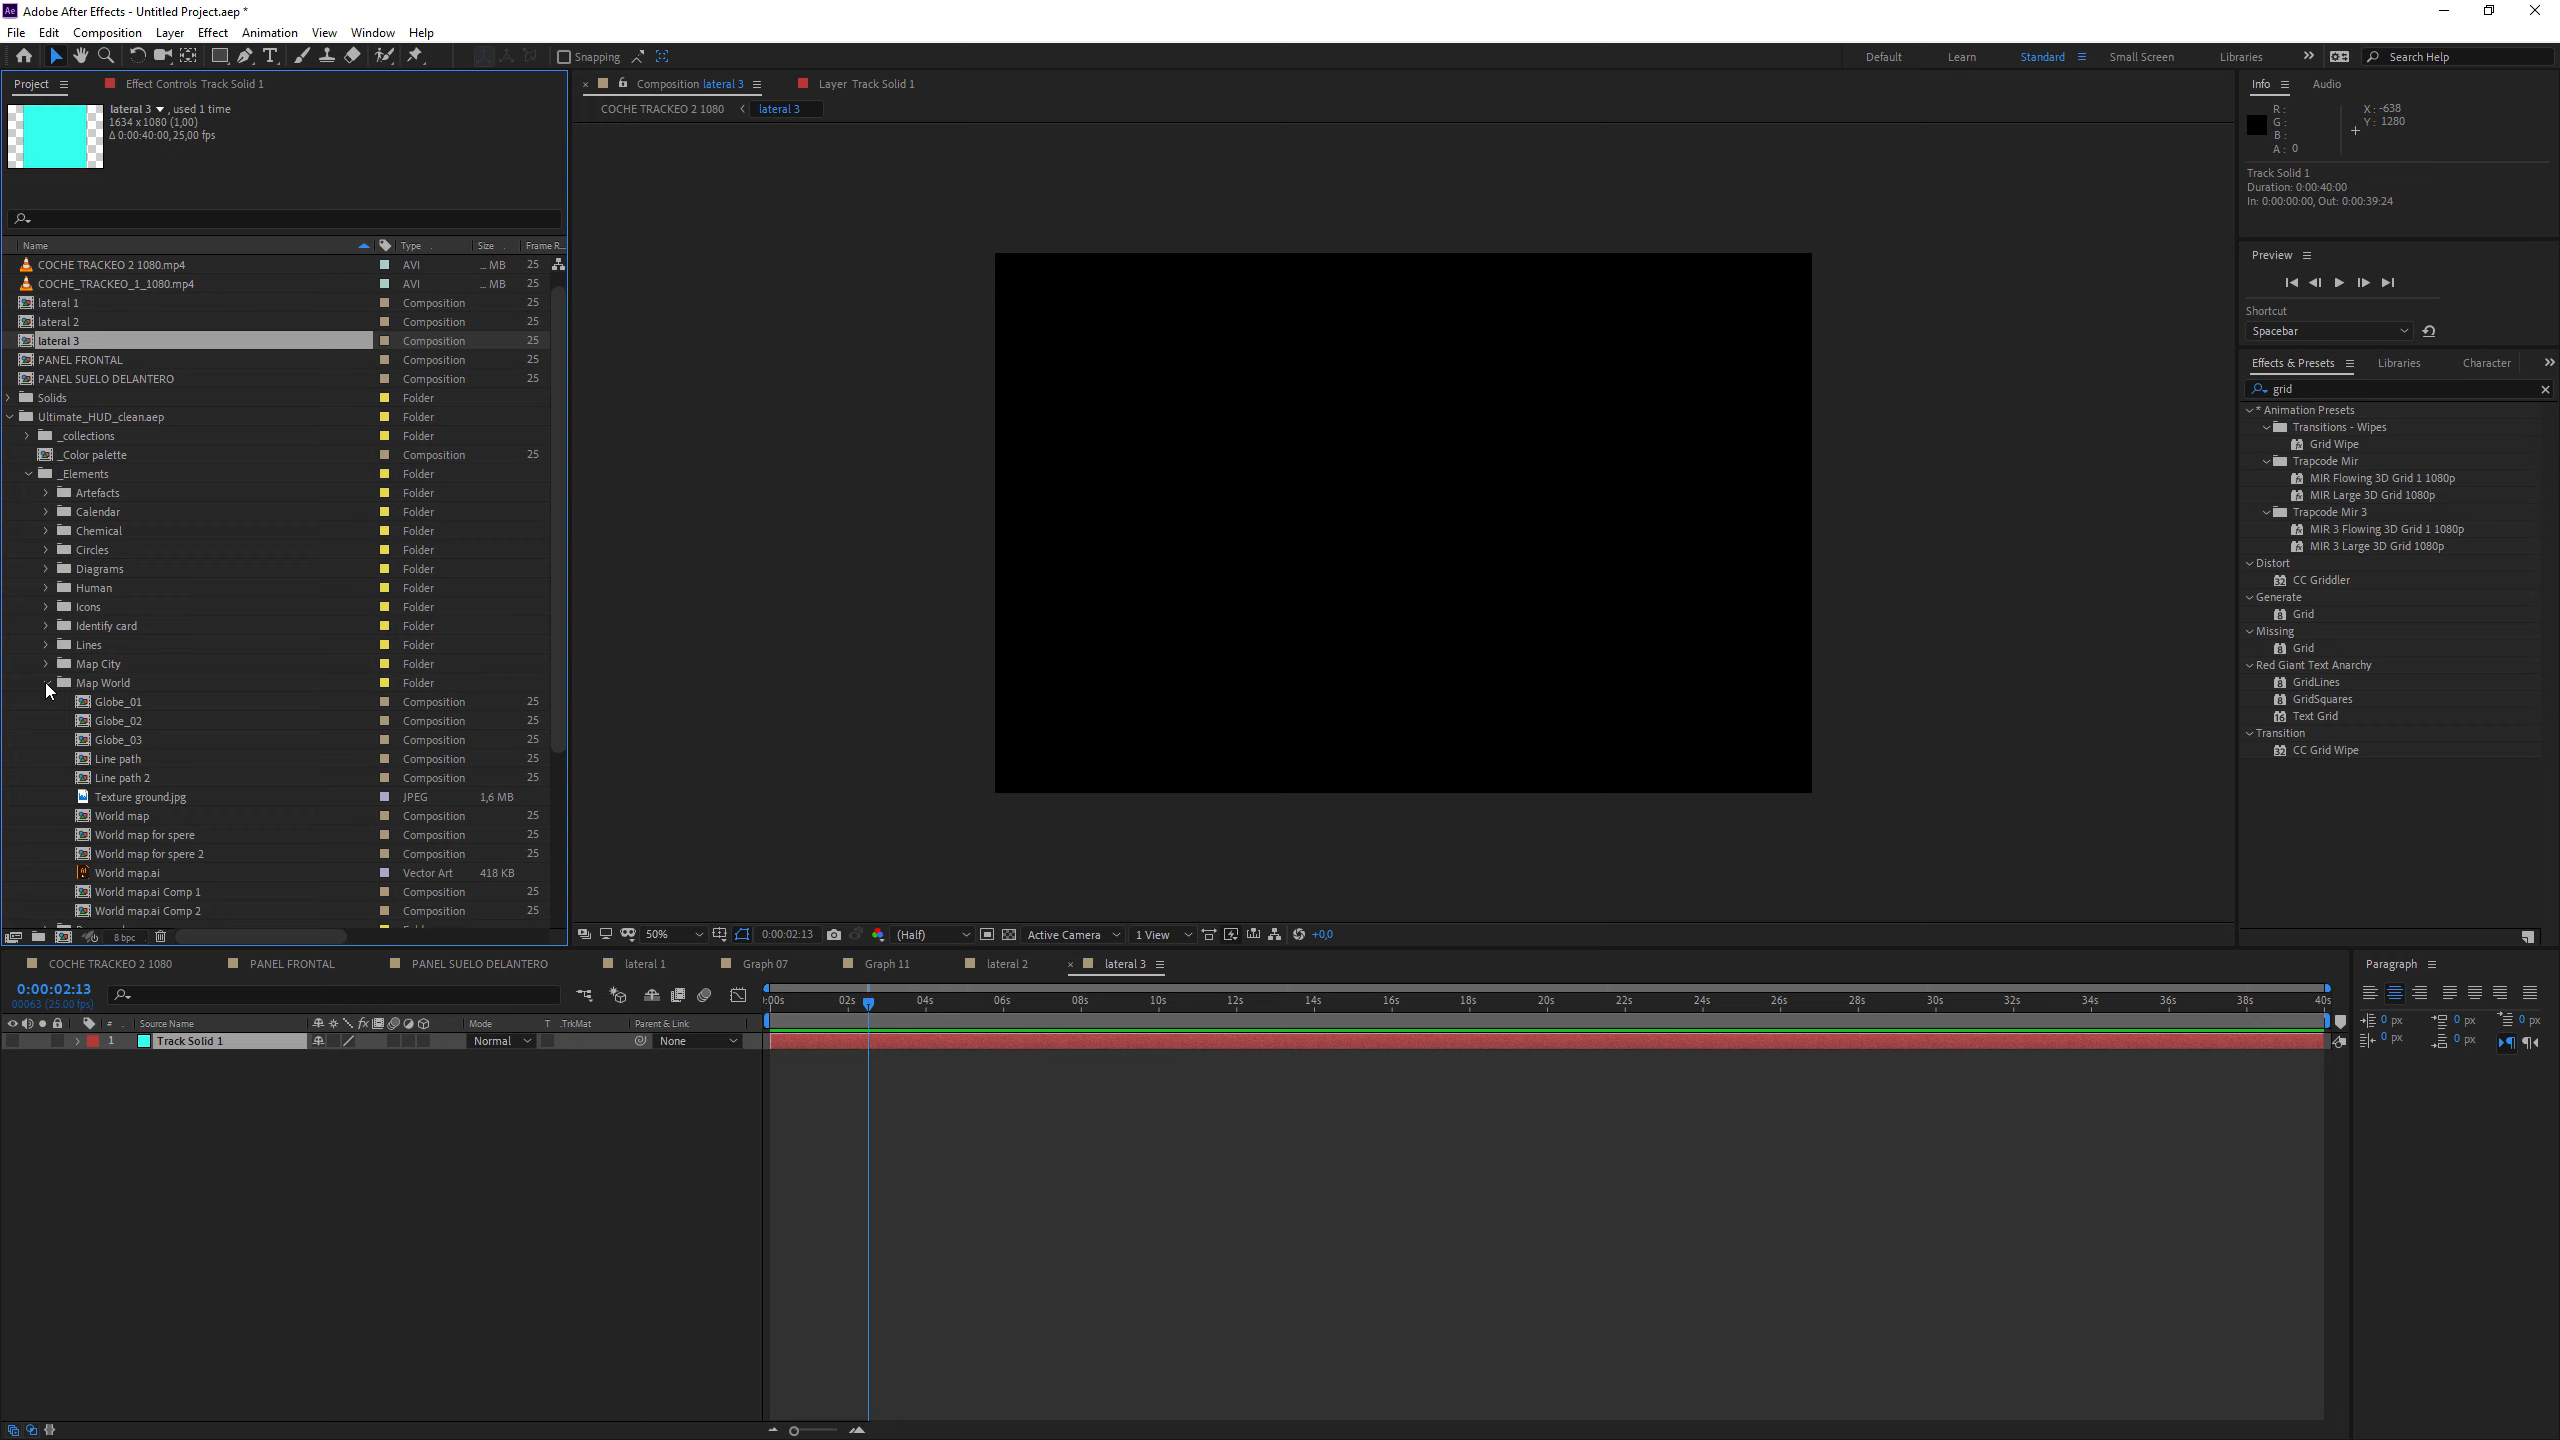 Adobe After Effects - Untitled Project.aep *
File Edit Composition Layer Effect Animation View Window Help
Snapping Default Learn Standard Small Screen Libraries Search Help
Project Effect Controls Track Solid 1
lateral 3 , used 1 time
1634 x 1080 (1,00)
Δ 0:00:40:00, 25,00 fps
Name Type Size Frame R...
COCHE TRACKEO 2 1080.mp4 AVI ... MB 25
COCHE_TRACKEO_1_1080.mp4 AVI ... MB 25
lateral 1 Composition 25
lateral 2 Composition 25
lateral 3 Composition 25
PANEL FRONTAL Composition 25
PANEL SUELO DELANTERO Composition 25
Solids Folder
Ultimate_HUD_clean.aep Folder
_collections Folder
_Color palette Composition 25
_Elements Folder
Artefacts Folder
Calendar Folder
Chemical Folder
Circles Folder
Diagrams Folder
Human Folder
Icons Folder
Identify card Folder
Lines Folder
Map City Folder
Map World Folder
Globe_01 Composition 25
Globe_02 Composition 25
Globe_03 Composition 25
Line path Composition 25
Line path 2 Composition 25
Texture ground.jpg JPEG 1,6 MB
World map Composition 25
World map for spere Composition 25
World map for spere 2 Composition 25
World map.ai Vector Art 418 KB
World map.ai Comp 1 Composition 25
World map.ai Comp 2 Composition 25
8 bpc
Composition lateral 3 Layer Track Solid 1
COCHE TRACKEO 2 1080 lateral 3
50% 0:00:02:13 (Half) Active Camera 1 View +0,0
Info Audio
R :
G :
B :
A : 0
X : -638
Y : 1280
Track Solid 1
Duration: 0:00:40:00
In: 0:00:00:00, Out: 0:00:39:24
Preview
Shortcut
Spacebar
Effects & Presets Libraries Character
grid
* Animation Presets
Transitions - Wipes
Grid Wipe
Trapcode Mir
MIR Flowing 3D Grid 1 1080p
MIR Large 3D Grid 1080p
Trapcode Mir 3
MIR 3 Flowing 3D Grid 1 1080p
MIR 3 Large 3D Grid 1080p
Distort
CC Griddler
Generate
Grid
Missing
Grid
Red Giant Text Anarchy
GridLines
GridSquares
Text Grid
Transition
CC Grid Wipe
COCHE TRACKEO 2 1080 PANEL FRONTAL PANEL SUELO DELANTERO lateral 1 Graph 07 Graph 11 lateral 2 lateral 3
0:00:02:13
00063 (25.00 fps)
:00s 02s 04s 06s 08s 10s 12s 14s 16s 18s 20s 22s 24s 26s 28s 30s 32s 34s 36s 38s 40s
# Source Name Mode T .TrkMat Parent & Link
1 Track Solid 1 Normal None
Paragraph
0 px 0 px 0 px
0 px 0 px